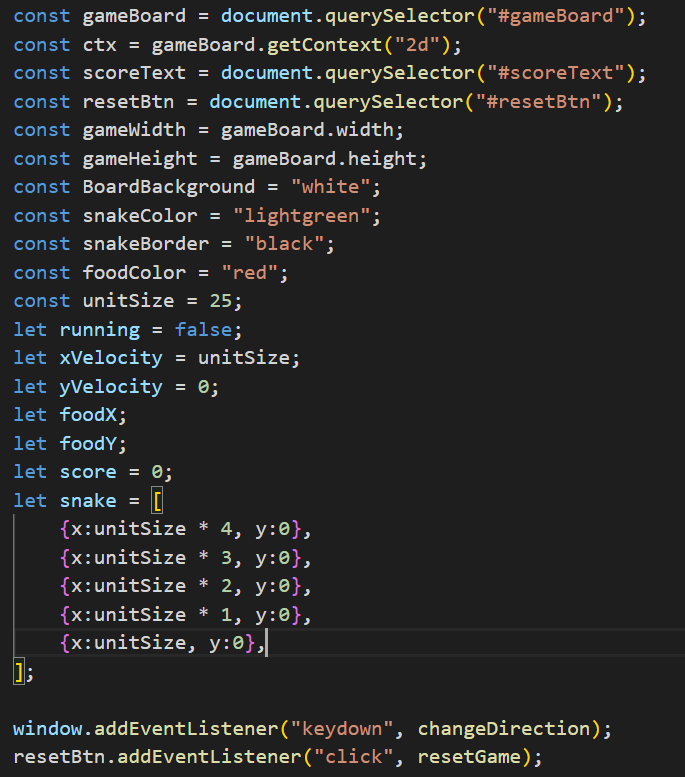 const gameBoard = document.querySelector("#gameBoard");
const ctx = gameBoard.getContext("2d");
const scoreText = document.querySelector("#scoreText");
const resetBtn = document.querySelector("#resetBtn");
const gameWidth = gameBoard.width;
const gameHeight = gameBoard.height;
const BoardBackground = "white";
const snakeColor = "lightgreen";
const snakeBorder = "black";
const foodColor = "red";
const unitSize = 25;
let running = false;
let xVelocity = unitSize;
let yVelocity = 0;
let foodX;
let foodY;
let score = 0;
let snake = [
    {x:unitSize * 4, y:0},
    {x:unitSize * 3, y:0},
    {x:unitSize * 2, y:0},
    {x:unitSize * 1, y:0},
    {x:unitSize, y:0},
];
window.addEventListener("keydown", changeDirection);
resetBtn.addEventListener("click", resetGame);